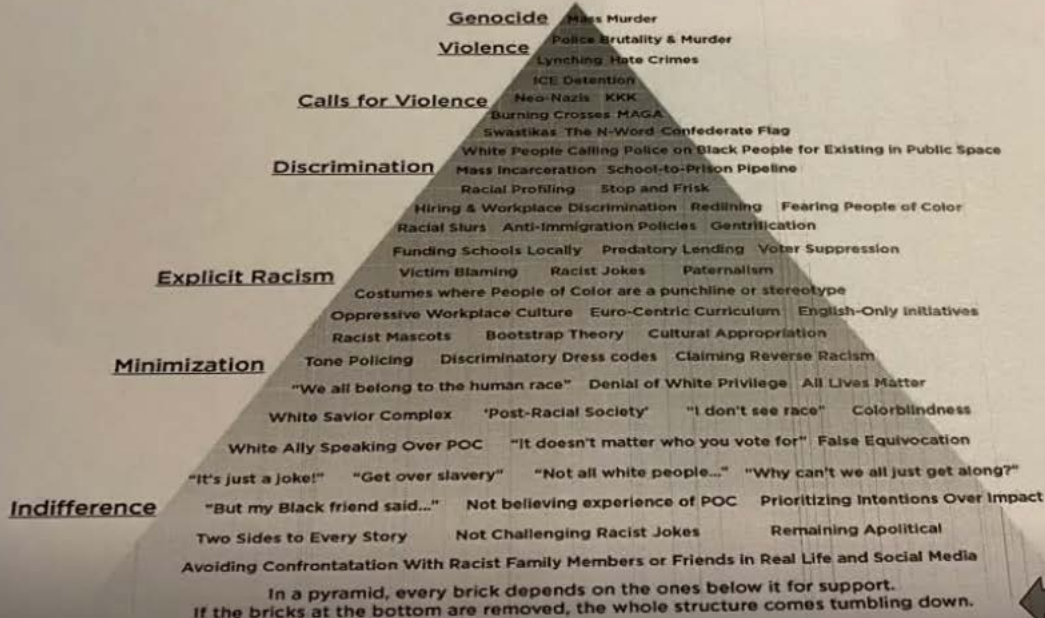 Genocide Mass Murder
Violence Police Brutality & Murder
Lynching Hate Crimes
ICE Detention
Calls for Violence Neo-Nazis KKK
Burning Crosses MAGA
Swastikas The N-Word Confederate Flag
White People Calling Police on Black People for Existing in Public Space
Discrimination Mass Incarceration School-to-Prison Pipeline
Racial Profiling Stop and Frisk
Hiring & Workplace Discrimination Redlining Fearing People of Color
Racial Slurs Anti-Immigration Policies Gentrification
Funding Schools Locally Predatory Lending Voter Suppression
Explicit Racism Victim Blaming Racist Jokes Paternalism
Costumes where People of Color are a punchline or stereotype
Oppressive Workplace Culture Euro-Centric Curriculum English-Only Initiatives
Racist Mascots Bootstrap Theory Cultural Appropriation
Minimization Tone Policing Discriminatory Dress codes Claiming Reverse Racism
"We all belong to the human race" Denial of White Privilege All Lives Matter
White Savior Complex 'Post-Racial Society' "I don't see race" Colorblindness
White Ally Speaking Over POC "It doesn't matter who you vote for" False Equivocation
"It's just a joke!" "Get over slavery" "Not all white people..." "Why can't we all just get along?"
Indifference "But my Black friend said..." Not believing experience of POC Prioritizing Intentions Over Impact
Two Sides to Every Story Not Challenging Racist Jokes Remaining Apolitical
Avoiding Confrontatation With Racist Family Members or Friends in Real Life and Social Media
In a pyramid, every brick depends on the ones below it for support.
If the bricks at the bottom are removed, the whole structure comes tumbling down.